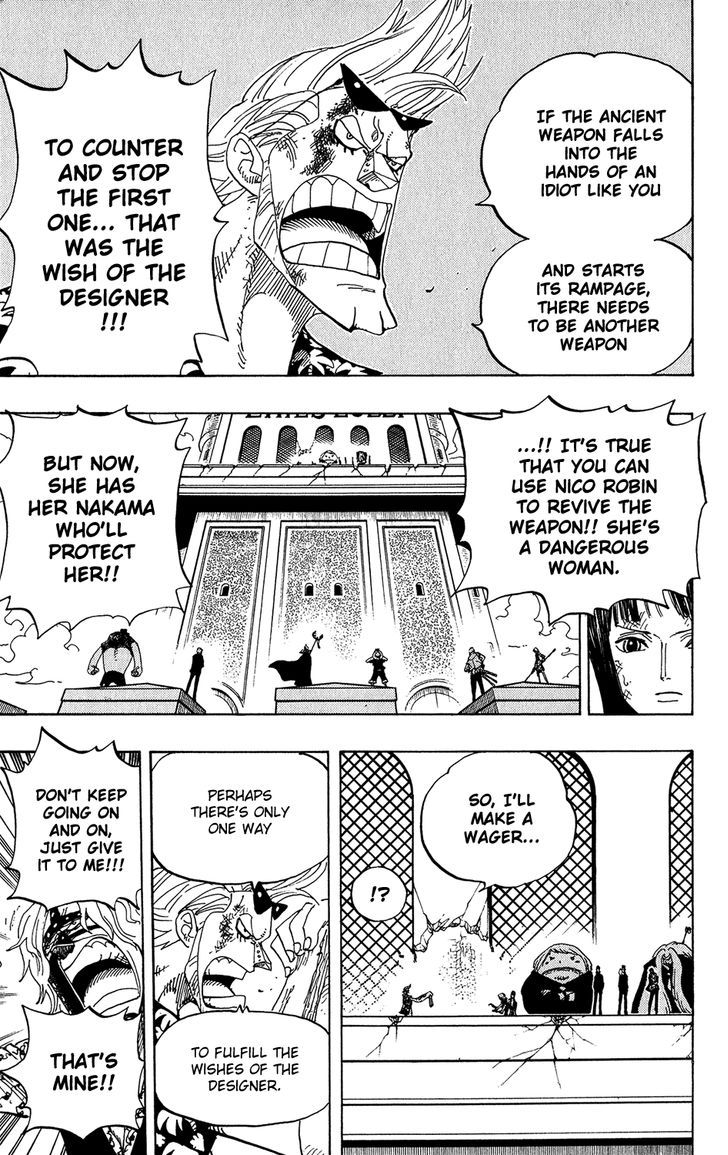 IF THE ANCIENT
WEAPON FALLS
INTO THE
HANDS OF AN
IDIOT LIKE YOU
AND STARTS
ITS RAMPAGE,
THERE NEEDS
TO BE ANOTHER
WEAPON
TO COUNTER
AND STOP
THE FIRST
ONE... THAT
WAS THE
WISH OF THE
DESIGNER
!!!
...!! IT'S TRUE
THAT YOU CAN
USE NICO ROBIN
TO REVIVE THE
WEAPON!! SHE'S
A DANGEROUS
WOMAN.
BUT NOW,
SHE HAS
HER NAKAMA
WHO'LL
PROTECT
HER!!
SO, I'LL
MAKE A
WAGER...
!?
PERHAPS
THERE'S ONLY
ONE WAY
TO FULFILL THE
WISHES OF THE
DESIGNER.
DON'T KEEP
GOING ON
AND ON,
JUST GIVE
IT TO ME!!!
THAT'S
MINE!!